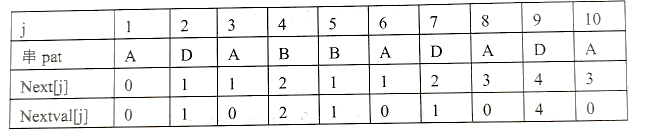 j 1 2 3 4 5 6 7 8 9 10
串 pat A D A B B A D A D A
Next[j] 0 1 1 2 1 1 2 3 4 3
Nextval[j] 0 1 0 2 1 0 1 0 4 0